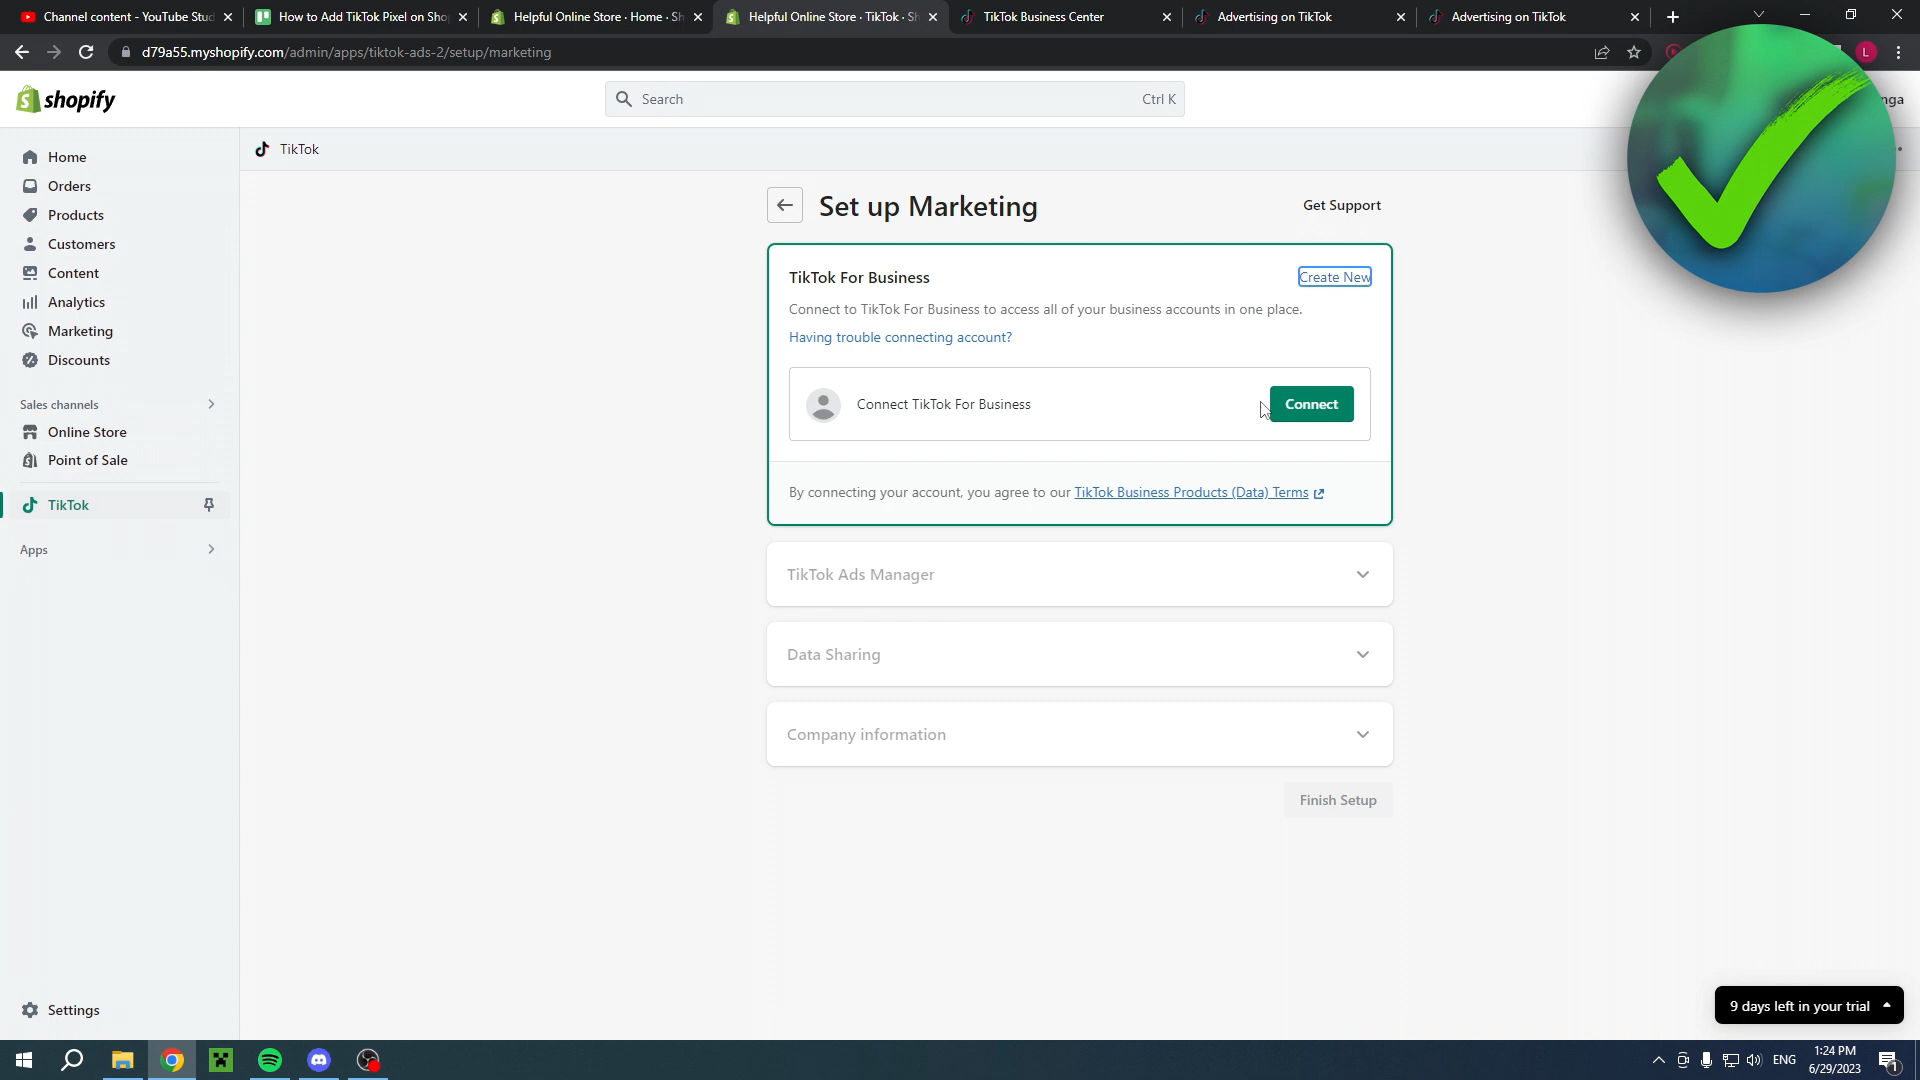 Channel content - YouTube Stud
How to Add TikTok Pixel on Shop
Helpful Online Store · Home · Sh
Helpful Online Store · TikTok · Sh
TikTok Business Center
Advertising on TikTok
Advertising on TikTok
d79a55.myshopify.com/admin/apps/tiktok-ads-2/setup/marketing
L
shopify
Search
Ctrl K
nga
Home
Orders
Products
Customers
Content
Analytics
Marketing
Discounts
Sales channels
Online Store
Point of Sale
TikTok
Apps
Settings
TikTok
Set up Marketing
Get Support
TikTok For Business
Create New
Connect to TikTok For Business to access all of your business accounts in one place.
Having trouble connecting account?
Connect TikTok For Business
Connect
By connecting your account, you agree to our TikTok Business Products (Data) Terms
TikTok Ads Manager
Data Sharing
Company information
Finish Setup
9 days left in your trial
ENG
1:24 PM
6/29/2023
1